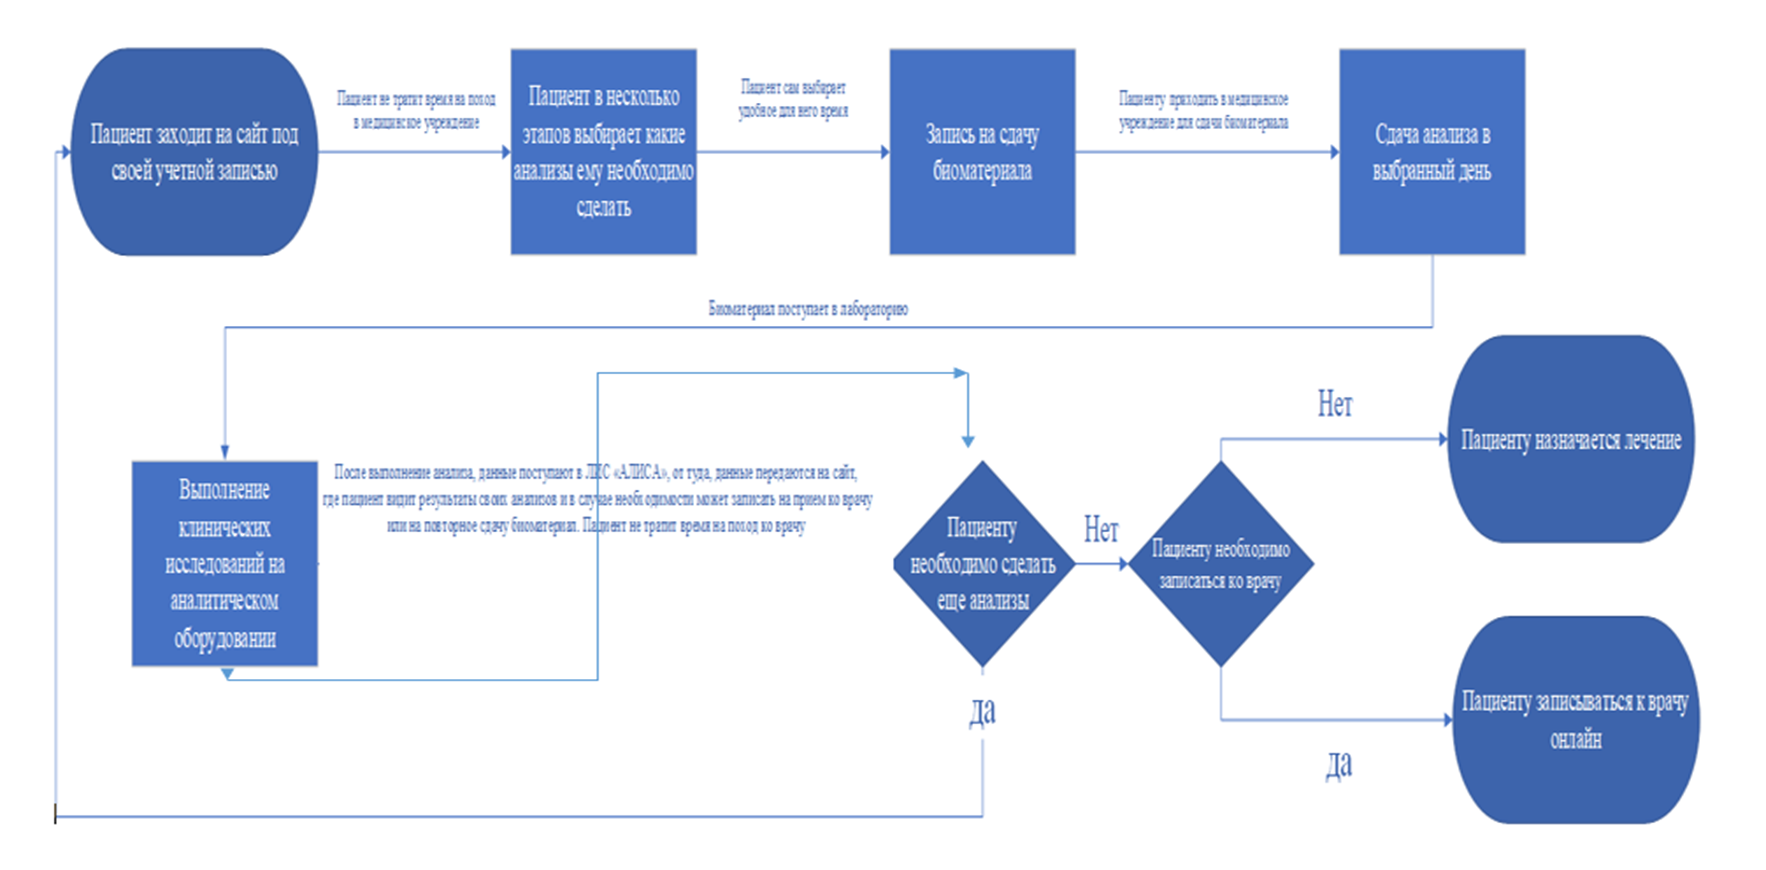 Пациент заходит на сайт под
своей учетной записью
Пациент не тратит время на поход
в медицинское учреждение
Пациент в несколько
этапов выбирает какие
анализы ему необходимо
сделать
Пациент сам выбирает
удобное для него время
Запись на сдачу
биоматериала
Пациенту приходить в медицинское
учреждение для сдачи биоматериала
Сдача анализа в
выбранный день
Биоматериал поступает в лабораторию
Выполнение
клинических
исследований на
аналитическом
оборудовании
После выполнение анализа, данные поступают в ЛИС «АЛИСА», от туда, данные передаются на сайт,
где пациент видит результаты своих анализов и в случае необходимости может записать на прием ко врачу
или на повторное сдачу биоматериал. Пациент не тратит время на поход ко врачу
Пациенту
необходимо сделать
еще анализы
Нет
да
Пациенту необходимо
записаться ко врачу
Нет
Пациенту назначается лечение
да
Пациенту записываться к врачу
онлайн